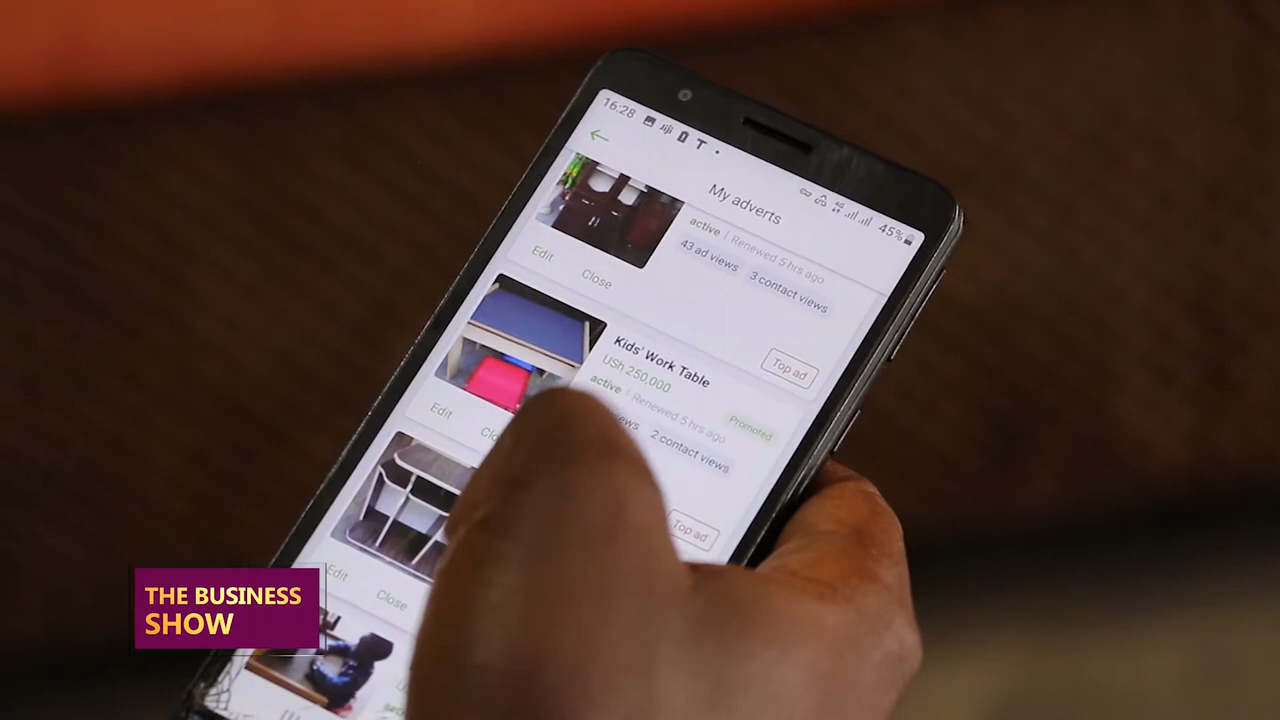 16:28
45%
My adverts
active | Renewed 5 hrs ago
43 ad views 3 contact views
Edit Close
Top ad
Kids' Work Table
USh 250,000
active | Renewed 5 hrs ago
Promoted
2 contact views
Edit
Top ad
Edit Close
THE BUSINESS
SHOW